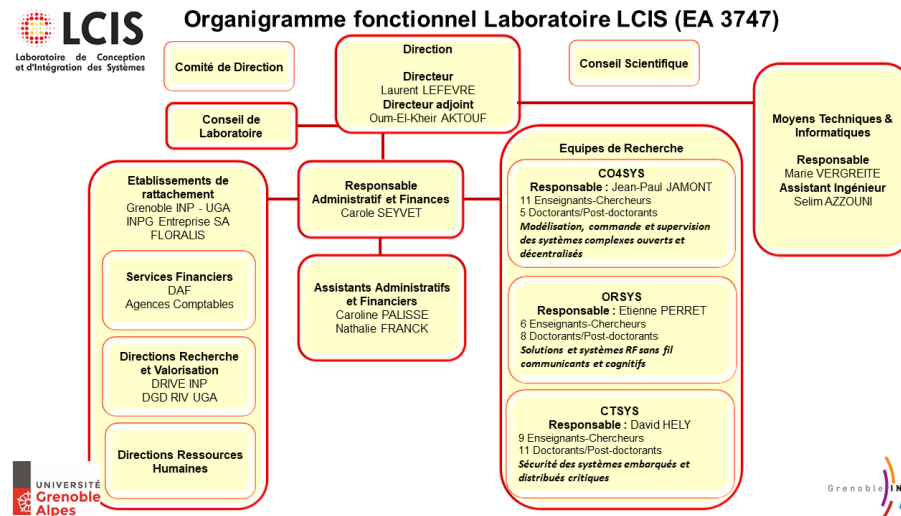 Organigramme fonctionnel Laboratoire LCIS (EA 3747)
LCIS
Laboratoire de Conception
et d'Intégration des Systèmes
Comité de Direction
Direction
Directeur
Laurent LEFEVRE
Directeur adjoint
Oum-El-Kheir AKTOUF
Conseil Scientifique
Conseil de
Laboratoire
Moyens Techniques &
Informatiques
Responsable
Marie VERGREITE
Assistant Ingénieur
Selim AZZOUNI
Etablissements de
rattachement
Grenoble INP - UGA
INPG Entreprise SA
FLORALIS
Services Financiers
DAF
Agences Comptables
Directions Recherche
et Valorisation
DRIVE INP
DGD RIV UGA
Directions Ressources
Humaines
Responsable
Administratif et Finances
Carole SEYVET
Assistants Administratifs
et Financiers
Caroline PALISSE
Nathalie FRANCK
Equipes de Recherche
CO4SYS
Responsable : Jean-Paul JAMONT
11 Enseignants-Chercheurs
5 Doctorants/Post-doctorants
Modélisation, commande et supervision
des systèmes complexes ouverts et
décentralisés
ORSYS
Responsable : Etienne PERRET
6 Enseignants-Chercheurs
8 Doctorants/Post-doctorants
Solutions et systèmes RF sans fil
communicants et cognitifs
CTSYS
Responsable : David HELY
9 Enseignants-Chercheurs
11 Doctorants/Post-doctorants
Sécurité des systèmes embarqués et
distribués critiques
UNIVERSITÉ
Grenoble
Alpes
Grenoble IN